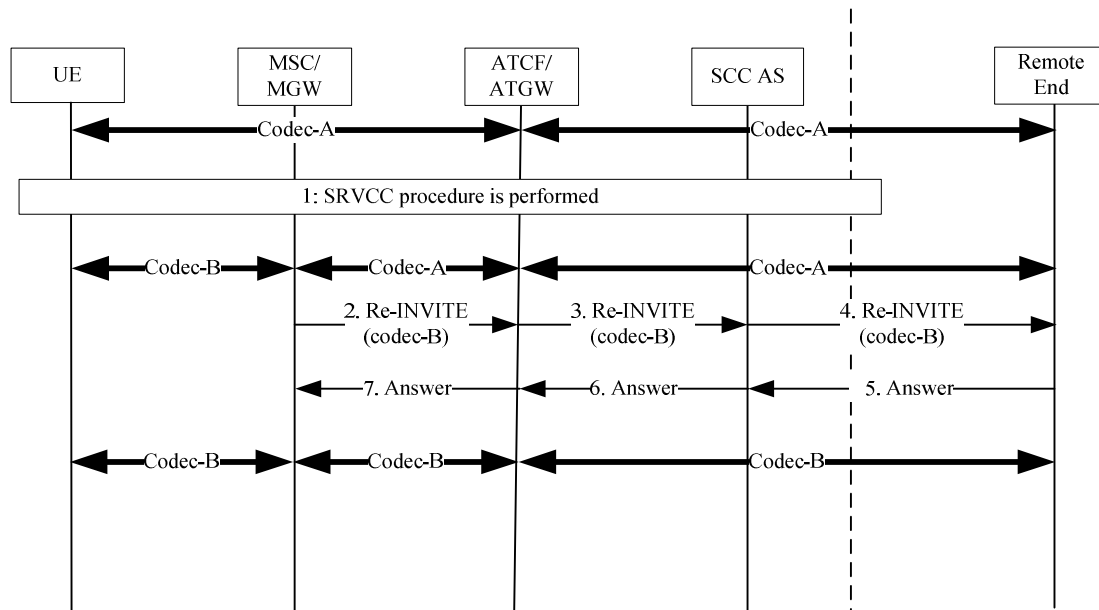 UE
MSC/
MGW
ATCF/
ATGW
SCC AS
Remote
End
Codec-A
Codec-A
1: SRVCC procedure is performed
Codec-B
Codec-A
Codec-A
2. Re-INVITE
(codec-B)
3. Re-INVITE
(codec-B)
4. Re-INVITE
(codec-B)
7. Answer
6. Answer
5. Answer
Codec-B
Codec-B
Codec-B